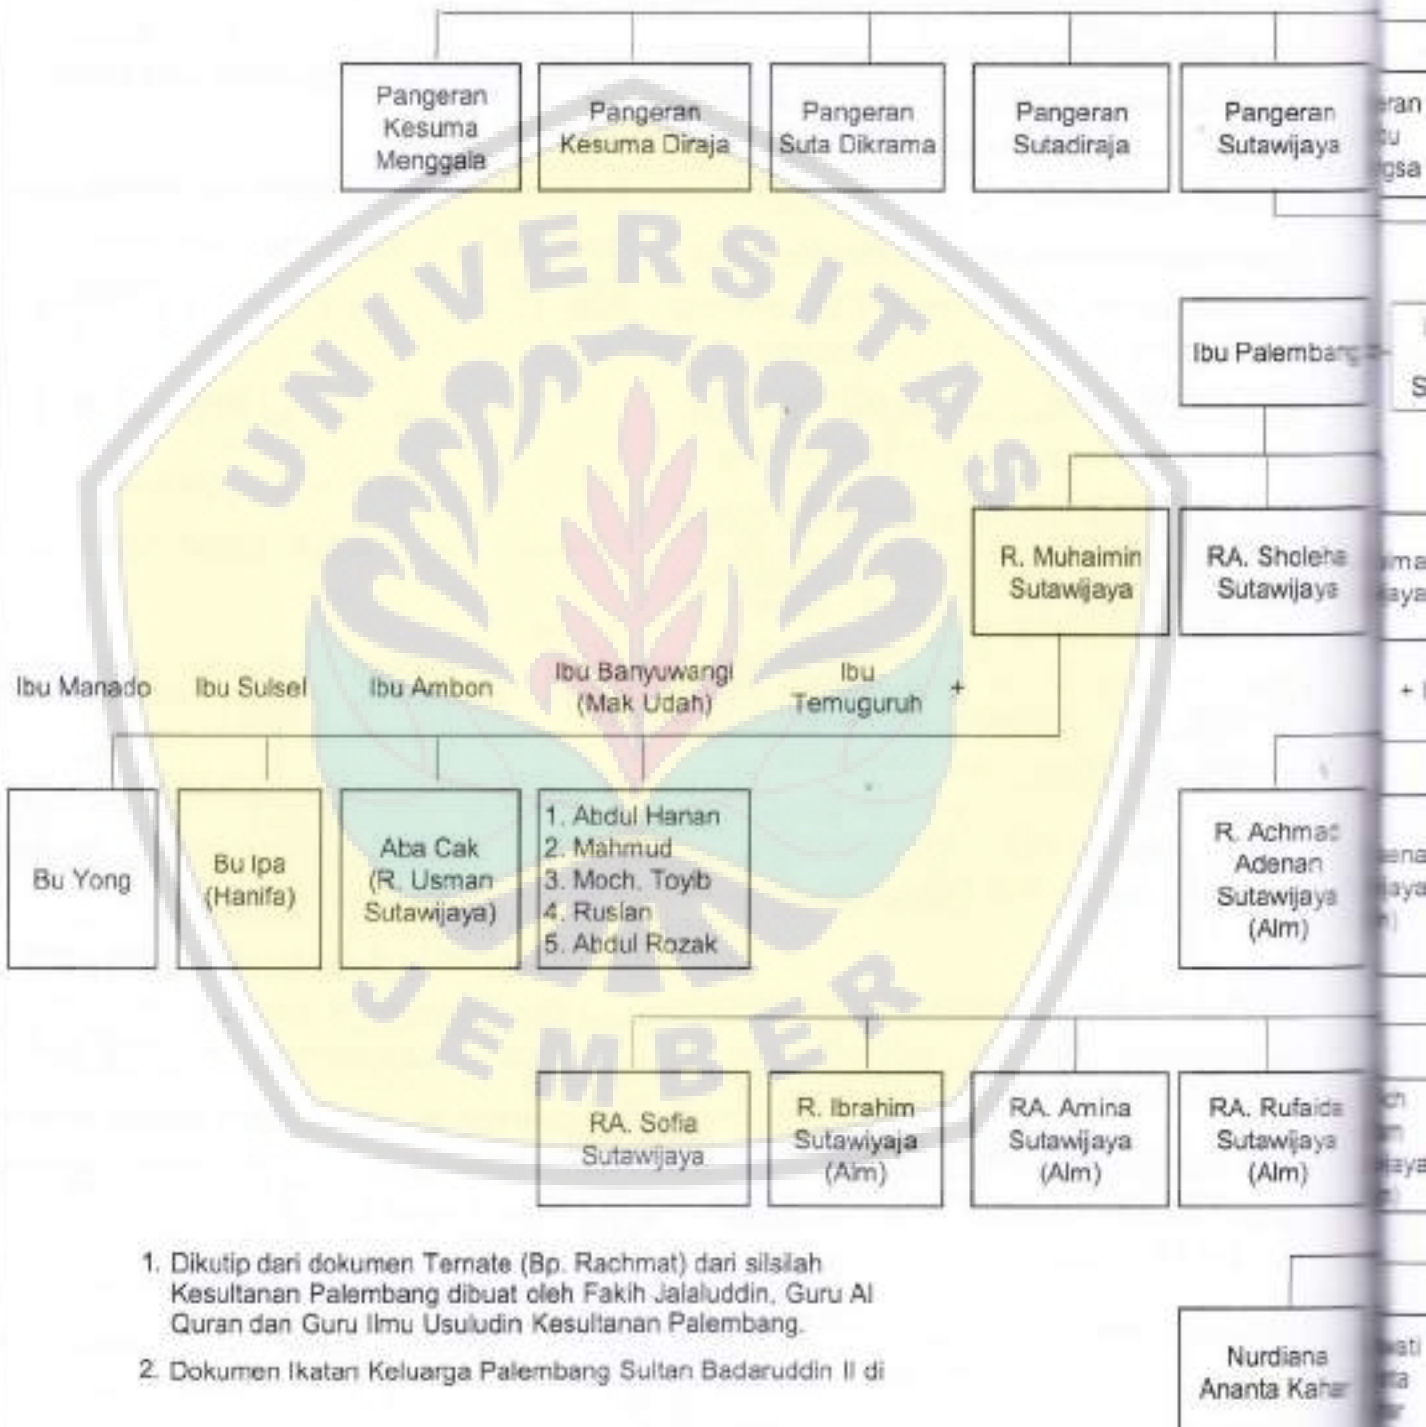 Pangeran
Kesuma
Menggala
Pangeran
Kesuma Diraja
Pangeran
Suta Dikrama
Pangeran
Sutadiraja
Pangeran
Sutawijaya
UNIVERSITAS
Ibu Palembang
R. Muhaimin
Sutawijaya
RA. Sholeha
Sutawijaya
Ibu Manado
Ibu Sulsel
Ibu Ambon
Ibu Banyuwangi
(Mak Udah)
Ibu
Temuguruh
+
Bu Yong
Bu Ipa
(Hanifa)
Aba Cak
(R. Usman
Sutawijaya)
1. Abdul Hanan
2. Mahmud
3. Moch. Toyib
4. Ruslan
5. Abdul Rozak
R. Achmad
Adenan
Sutawijaya
(Alm)
JEMBER
RA. Sofia
Sutawijaya
R. Ibrahim
Sutawiyaja
(Alm)
RA. Amina
Sutawijaya
(Alm)
RA. Rufaida
Sutawijaya
(Alm)
1. Dikutip dari dokumen Ternate (Bp. Rachmat) dari silsilah
Kesultanan Palembang dibuat oleh Fakih Jalaluddin, Guru Al
Quran dan Guru Ilmu Usuludin Kesultanan Palembang.
2. Dokumen Ikatan Keluarga Palembang Sultan Badaruddin II di
Nurdiana
Ananta Kahar